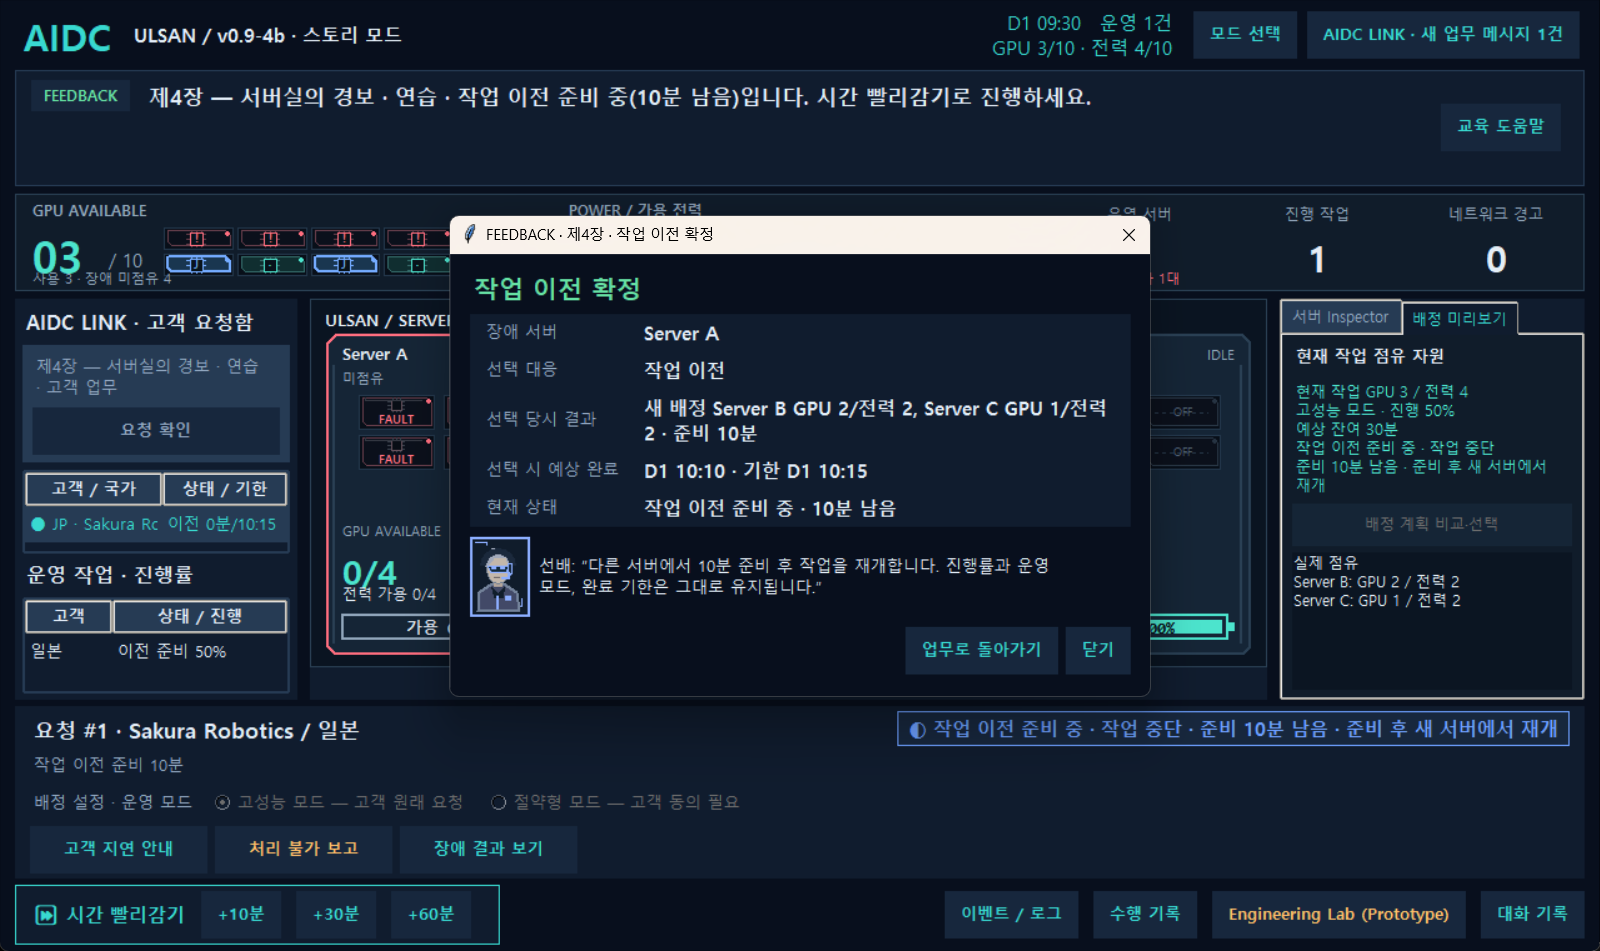 AIDC
ULSAN / v0.9-4b · 스토리 모드
D1 09:30 운영 1건
GPU 3/10 · 전력 4/10
모드 선택
AIDC LINK · 새 업무 메시지 1건
FEEDBACK
제4장 — 서버실의 경보 · 연습 · 작업 이전 준비 중(10분 남음)입니다. 시간 빨리감기로 진행하세요.
교육 도움말
GPU AVAILABLE
03 / 10
사용 3 · 장애 미점유 4
POWER / 가용 전력
운영 서버
1대
진행 작업
1
네트워크 경고
0
AIDC LINK · 고객 요청함
제4장 — 서버실의 경보 · 연습
· 고객 업무
요청 확인
고객 / 국가
상태 / 기한
JP · Sakura Rc 이전 0분/10:15
운영 작업 · 진행률
고객
상태 / 진행
일본 이전 준비 50%
ULSAN / SERVE
Server A
미점유
FAULT
FAULT
GPU AVAILABLE
0/4
전력 가용 0/4
가용
FEEDBACK · 제4장 · 작업 이전 확정
작업 이전 확정
장애 서버 Server A
선택 대응 작업 이전
선택 당시 결과 새 배정 Server B GPU 2/전력 2, Server C GPU 1/전력
2 · 준비 10분
선택 시 예상 완료 D1 10:10 · 기한 D1 10:15
현재 상태 작업 이전 준비 중 · 10분 남음
선배: “다른 서버에서 10분 준비 후 작업을 재개합니다. 진행률과 운영
모드, 완료 기한은 그대로 유지됩니다.”
업무로 돌아가기
닫기
IDLE
--OFF--
--OFF--
00%
서버 Inspector
배정 미리보기
현재 작업 점유 자원
현재 작업 GPU 3 / 전력 4
고성능 모드 · 진행 50%
예상 잔여 30분
작업 이전 준비 중 · 작업 중단
준비 10분 남음 · 준비 후 새 서버에서
재개
배정 계획 비교·선택
실제 점유
Server B: GPU 2 / 전력 2
Server C: GPU 1 / 전력 2
요청 #1 · Sakura Robotics / 일본
작업 이전 준비 중 · 작업 중단 · 준비 10분 남음 · 준비 후 새 서버에서 재개
작업 이전 준비 10분
배정 설정 · 운영 모드
고성능 모드 — 고객 원래 요청
절약형 모드 — 고객 동의 필요
고객 지연 안내
처리 불가 보고
장애 결과 보기
시간 빨리감기
+10분
+30분
+60분
이벤트 / 로그
수행 기록
Engineering Lab (Prototype)
대화 기록